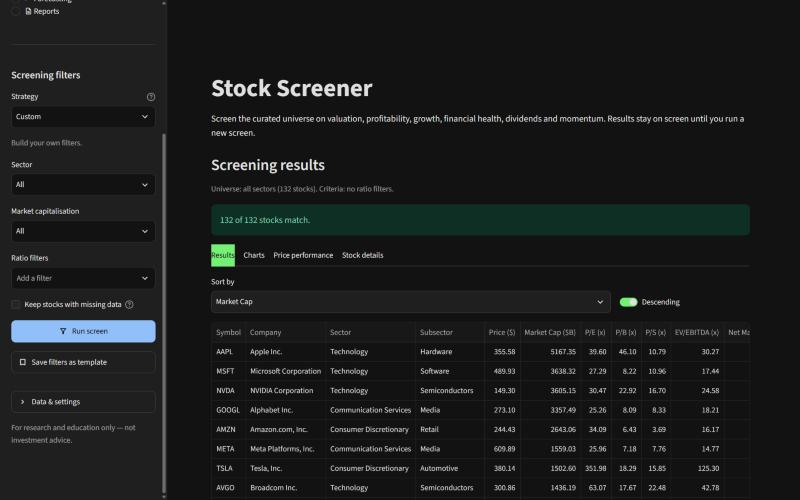 Reports
Screening filters
Strategy
Custom
Build your own filters.
Sector
All
Market capitalisation
All
Ratio filters
Add a filter
Keep stocks with missing data
Run screen
Save filters as template
Data & settings
For research and education only — not
investment advice.
Stock Screener
Screen the curated universe on valuation, profitability, growth, financial health, dividends and momentum. Results stay on screen until you run a
new screen.
Screening results
Universe: all sectors (132 stocks). Criteria: no ratio filters.
132 of 132 stocks match.
Results Charts Price performance Stock details
Sort by
Market Cap Descending
Symbol Company Sector Subsector Price ($) Market Cap ($B) P/E (x) P/B (x) P/S (x) EV/EBITDA (x) Net
AAPL Apple Inc. Technology Hardware 355.58 5167.35 39.60 46.10 10.79 30.27
MSFT Microsoft Corporation Technology Software 489.93 3638.32 27.29 8.22 10.96 17.44
NVDA NVIDIA Corporation Technology Semiconductors 149.30 3605.15 30.47 22.92 16.70 24.58
GOOGL Alphabet Inc. Communication Services Media 273.10 3357.49 25.26 8.09 8.33 18.21
AMZN Amazon.com, Inc. Consumer Discretionary Retail 244.43 2643.06 34.09 6.43 3.69 16.17
META Meta Platforms, Inc. Communication Services Media 609.89 1559.03 25.96 7.18 7.76 14.77
TSLA Tesla, Inc. Consumer Discretionary Automotive 380.14 1502.60 351.98 18.29 15.85 125.30
AVGO Broadcom Inc. Technology Semiconductors 300.86 1436.19 63.07 17.67 22.48 42.78